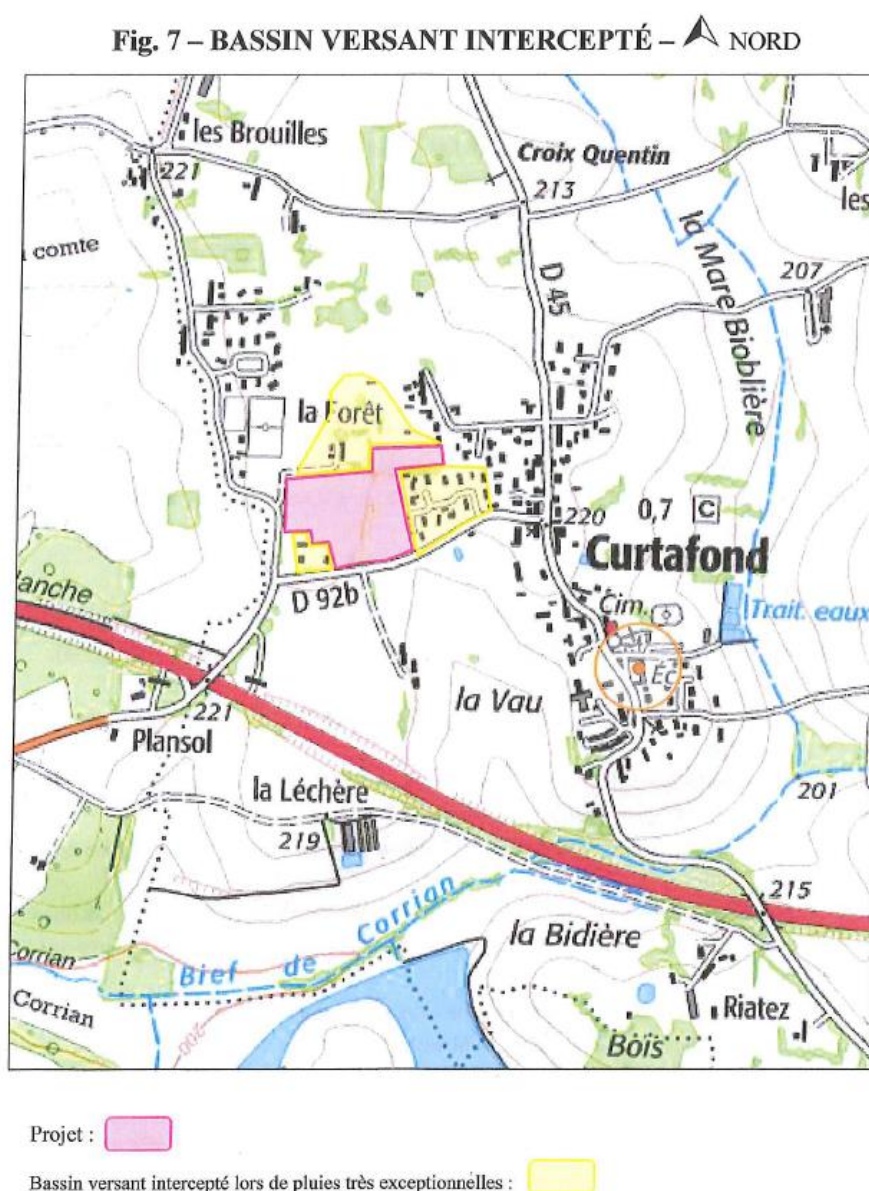 Fig. 7 – BASSIN VERSANT INTERCEPTÉ – NORD
les Brouilles
Croix Quentin
221
213
les
comte
la Mare Bioblière
207
D 45
la Forêt
220
0,7 C
Curtafond
D 92b
Cim.
Trait. eaux
Éc
la Vau
221
Plansol
la Léchère
201
219
215
Bief de Corrian
la Bidière
Corrian
Corrian
Riatez
200
Bois
Projet :
Bassin versant intercepté lors de pluies très exceptionnelles :